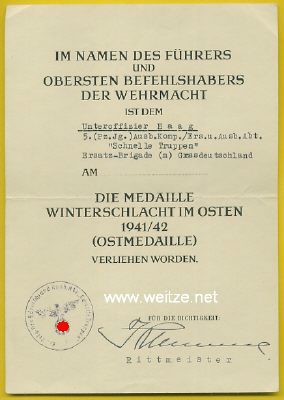 IM NAMEN DES FÜHRERS
UND
OBERSTEN BEFEHLSHABERS
DER WEHRMACHT
IST DEM
Unteroffizier Haag
5.(Pz.Jg.)Ausb.Komp./Ers.u.Ausb.Abt.
"Schnelle Truppen"
Ersatz-Brigade (m) Grosdeutschland
AM
DIE MEDAILLE
WINTERSCHLACHT IM OSTEN
1941/42
(OSTMEDAILLE)
VERLIEHEN WORDEN.
www.weitze.net
FÜR DIE RICHTIGKEIT:
Rittmeister